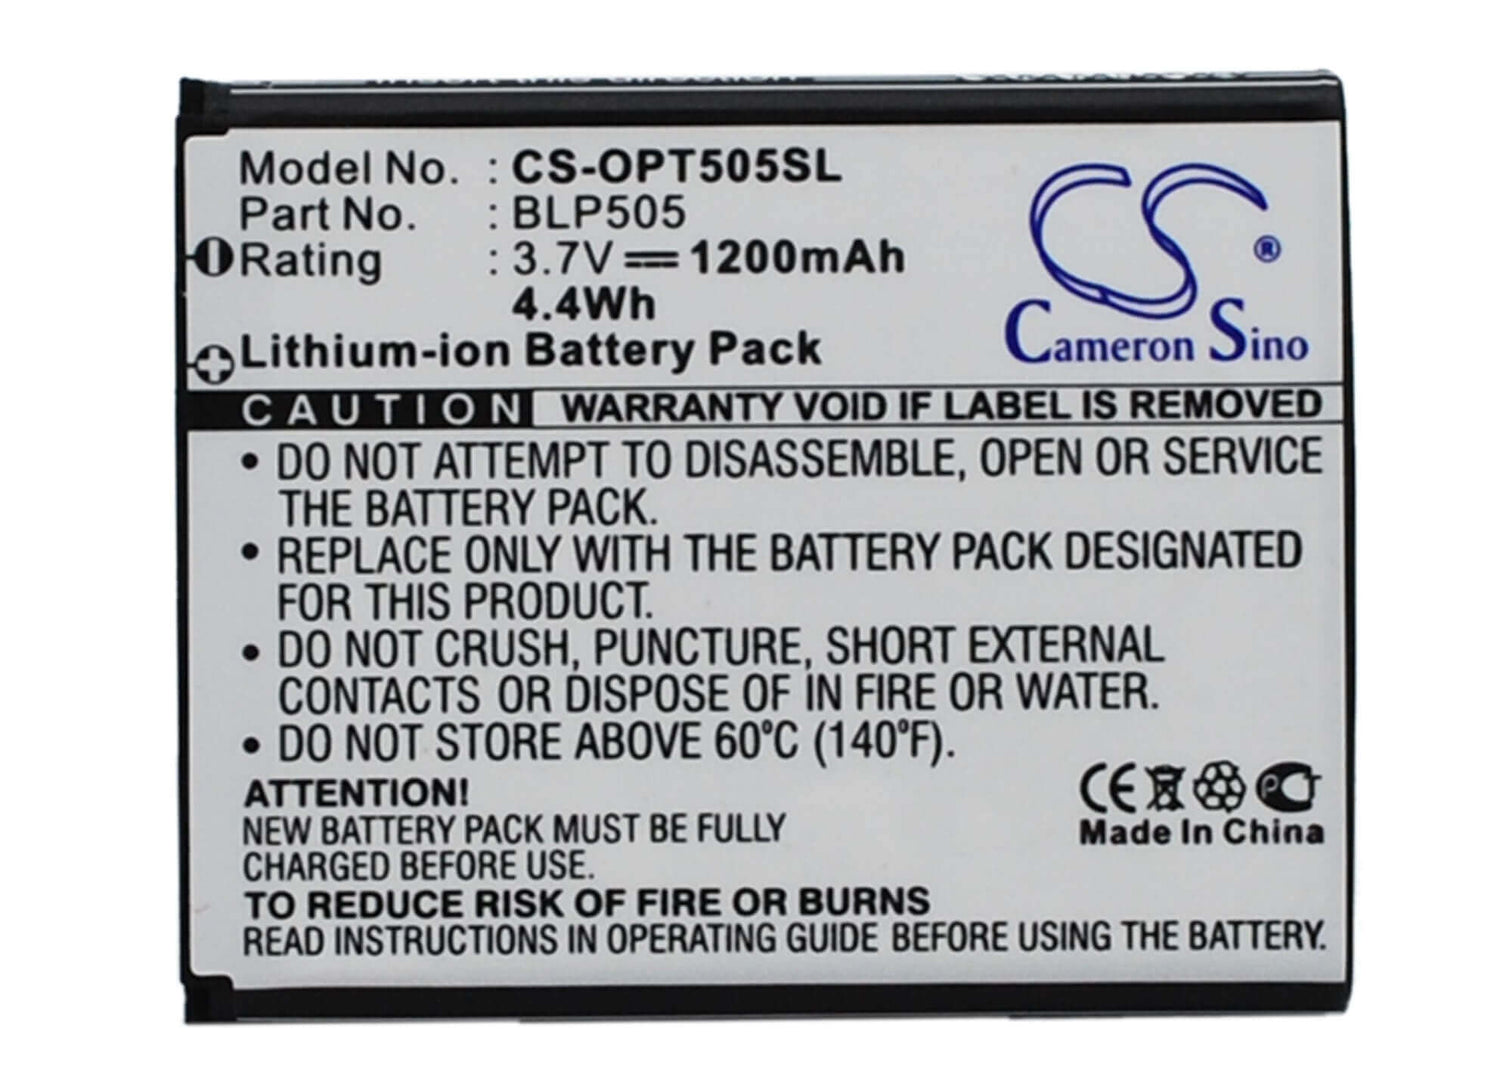 Model No. : CS-OPT505SL
Part No. : BLP505
Rating : 3.7V 1200mAh
4.4Wh
Lithium-ion Battery Pack
CS ®
Cameron Sino
CAUTION WARRANTY VOID IF LABEL IS REMOVED
• DO NOT ATTEMPT TO DISASSEMBLE, OPEN OR SERVICE
THE BATTERY PACK.
• REPLACE ONLY WITH THE BATTERY PACK DESIGNATED
FOR THIS PRODUCT.
• DO NOT CRUSH, PUNCTURE, SHORT EXTERNAL
CONTACTS OR DISPOSE OF IN FIRE OR WATER.
• DO NOT STORE ABOVE 60°C (140°F).
ATTENTION!
NEW BATTERY PACK MUST BE FULLY
CHARGED BEFORE USE.
CE
Made In China
TO REDUCE RISK OF FIRE OR BURNS
READ INSTRUCTIONS IN OPERATING GUIDE BEFORE USING THE BATTERY.